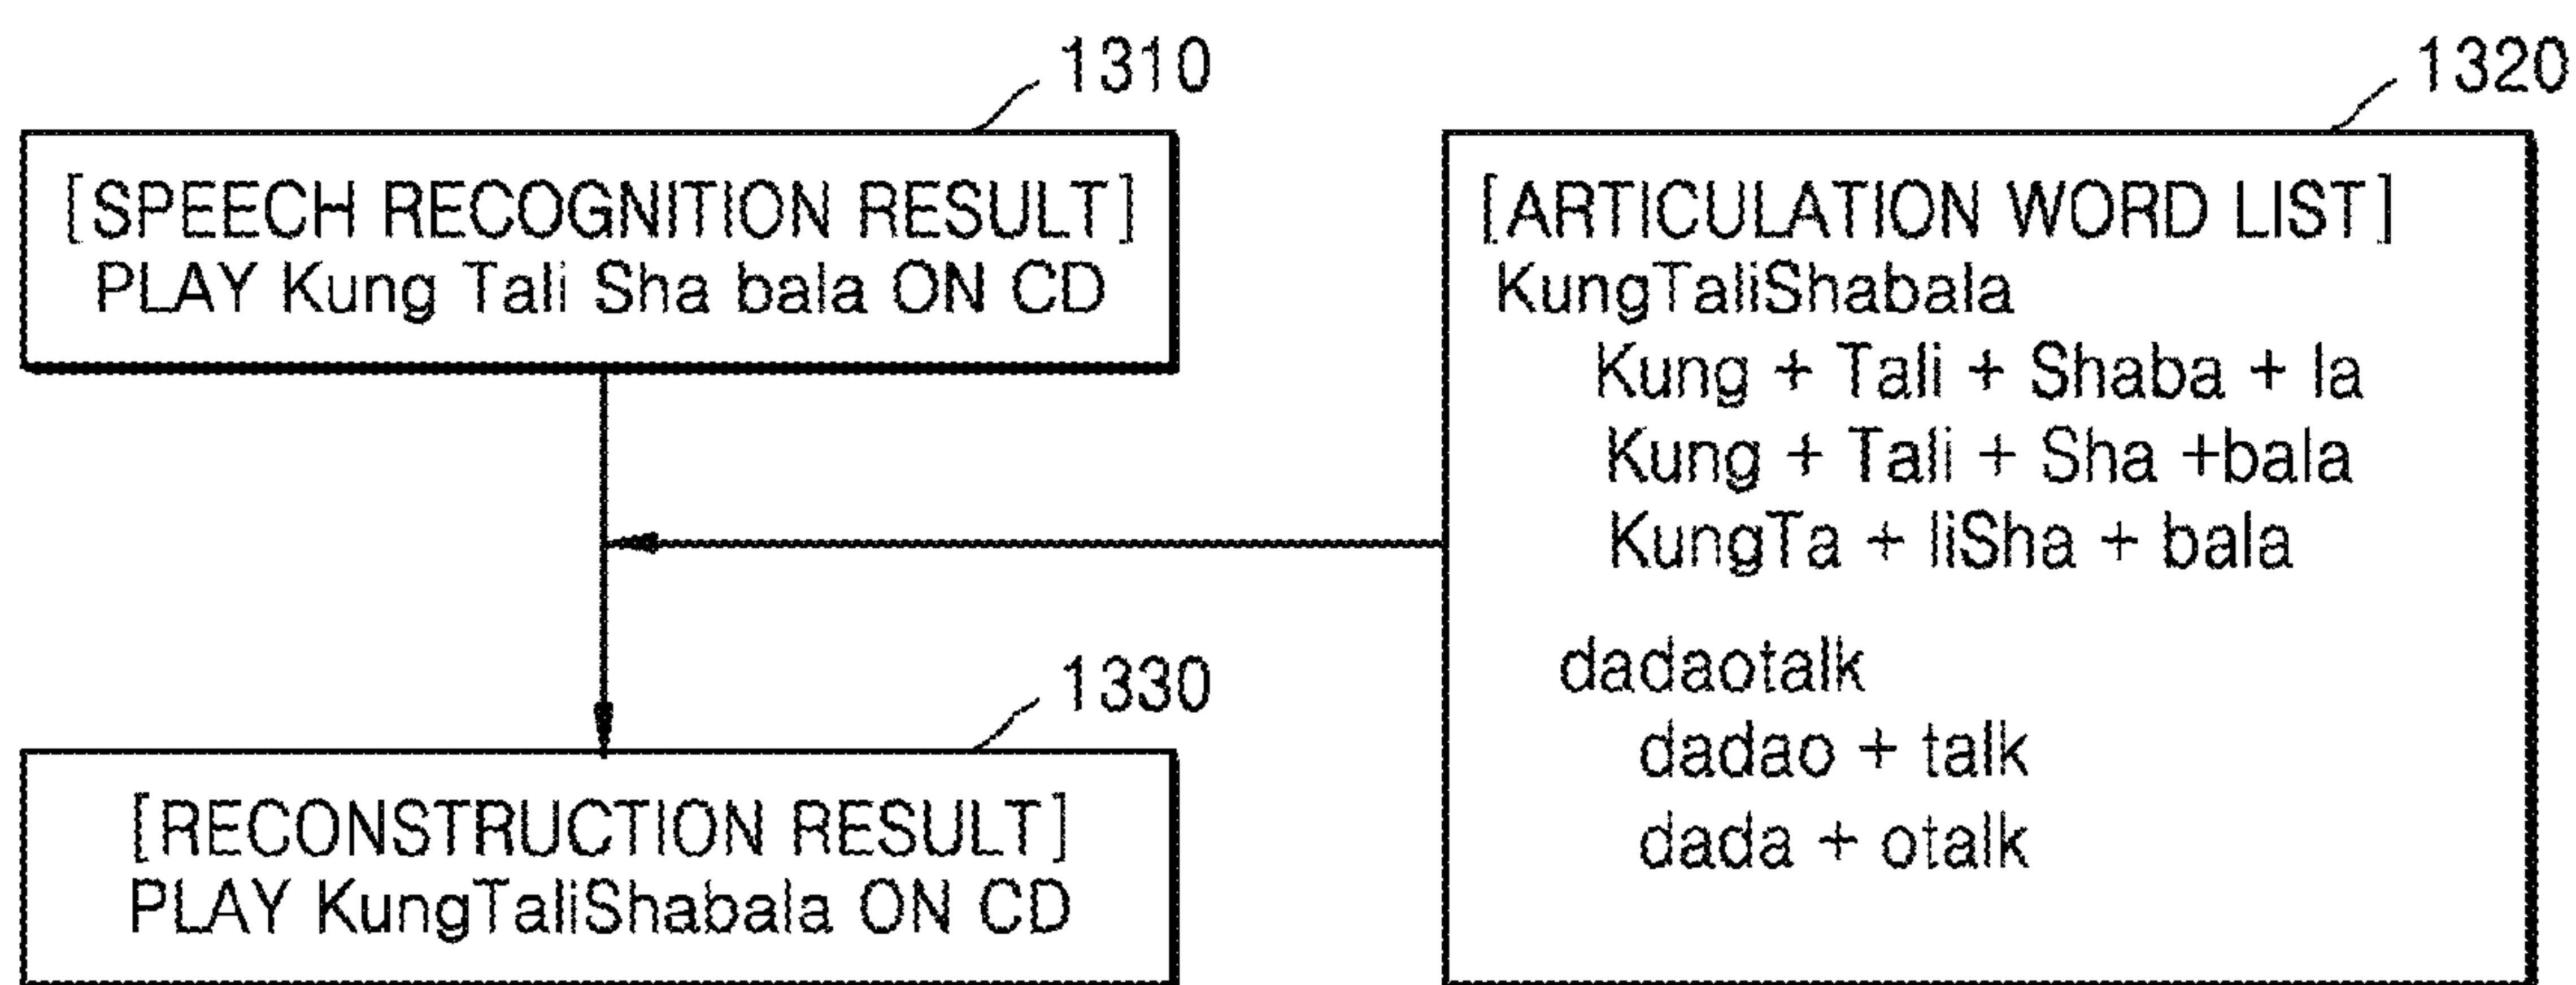 1310
[SPEECH RECOGNITION RESULT]
PLAY Kung Tali Sha bala ON CD
1320
[ARTICULATION WORD LIST]
KungTaliShabala
Kung + Tali + Shaba + la
Kung + Tali + Sha +bala
KungTa + liSha + bala
dadaotalk
dadao + talk
dada + otalk
1330
[RECONSTRUCTION RESULT]
PLAY KungTaliShabala ON CD